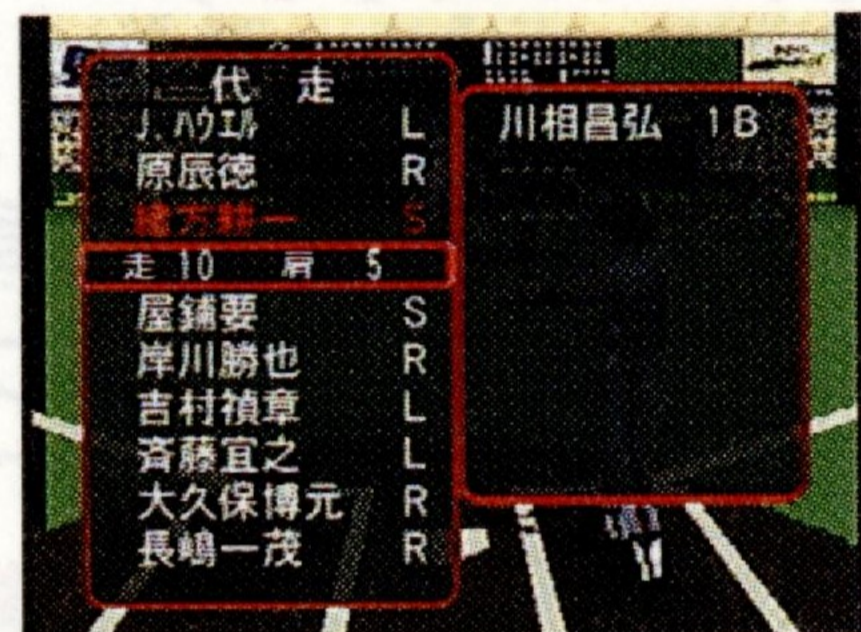 代 走
J. ハウエル L
原辰徳 R
緒方耕一 S
走 10 肩 5
屋鋪要 S
岸川勝也 R
吉村禎章 L
斉藤宜之 L
大久保博元 R
長嶋一茂 R
川相昌弘 1B